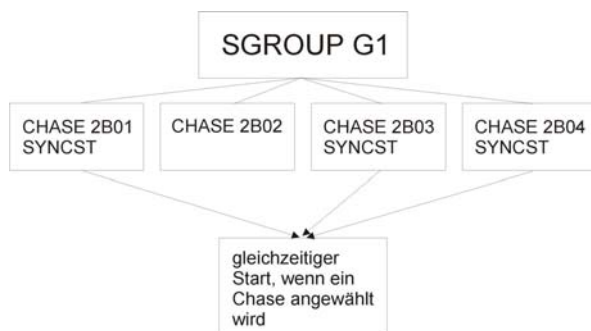 SGROUP G1
CHASE 2B01
SYNCST
CHASE 2B02
CHASE 2B03
SYNCST
CHASE 2B04
SYNCST
gleichzeitiger
Start, wenn ein
Chase angewählt
wird